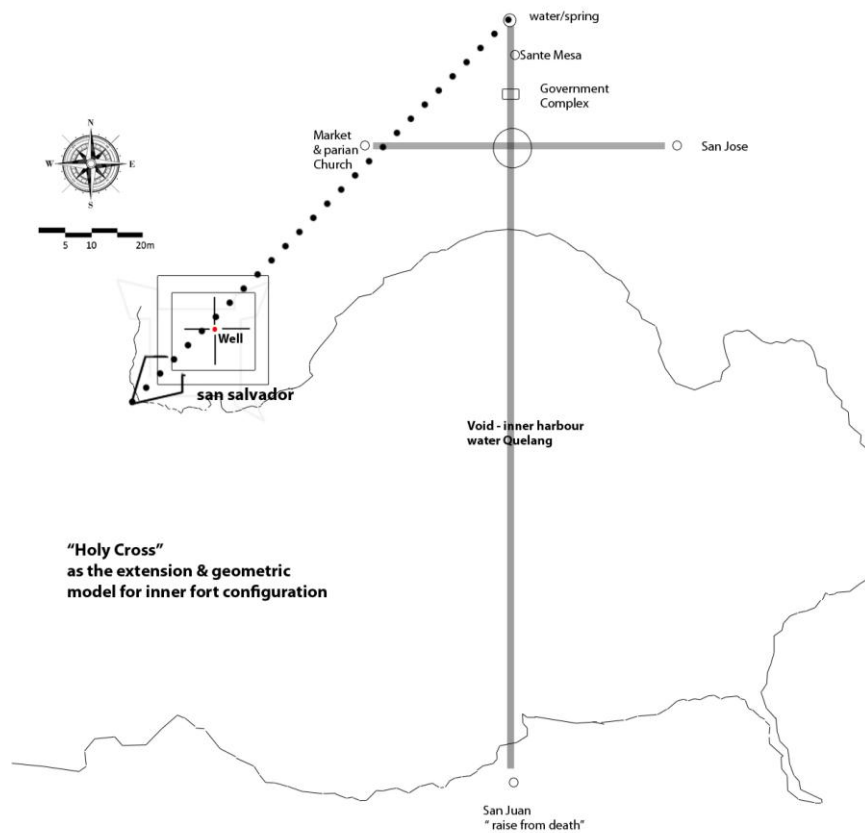 water/spring
Sante Mesa
Government
Complex
Market
& parian
Church
San Jose
N
W
E
S
5 10 20m
Well
san salvador
Void - inner harbour
water Quelang
“Holy Cross”
as the extension & geometric
model for inner fort configuration
San Juan
“ raise from death”